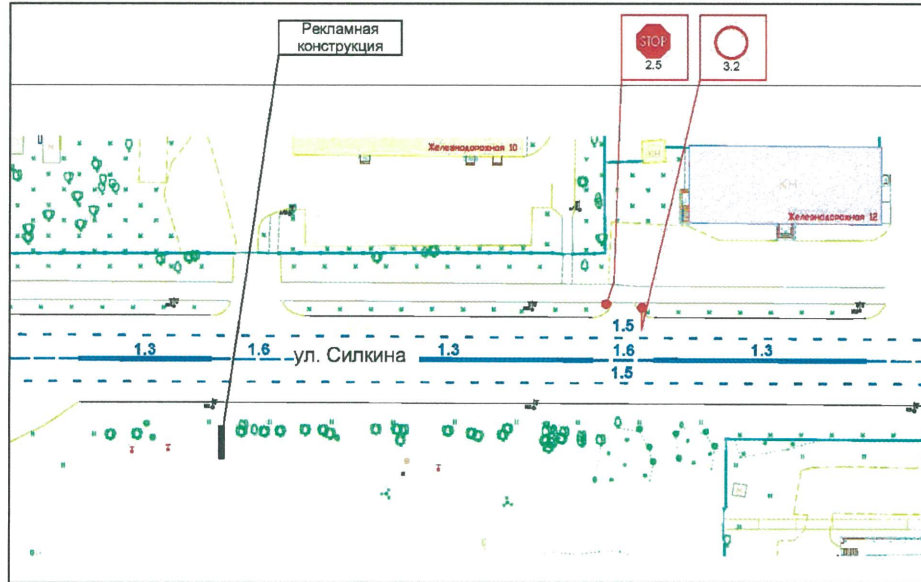 Рекламная
конструкция
STOP
2.5
3.2
Железнодорожная 10
КН
КН
Железнодорожная 12
1.5
1.3
1.6
ул. Силкина
1.3
1.6
1.3
1.5